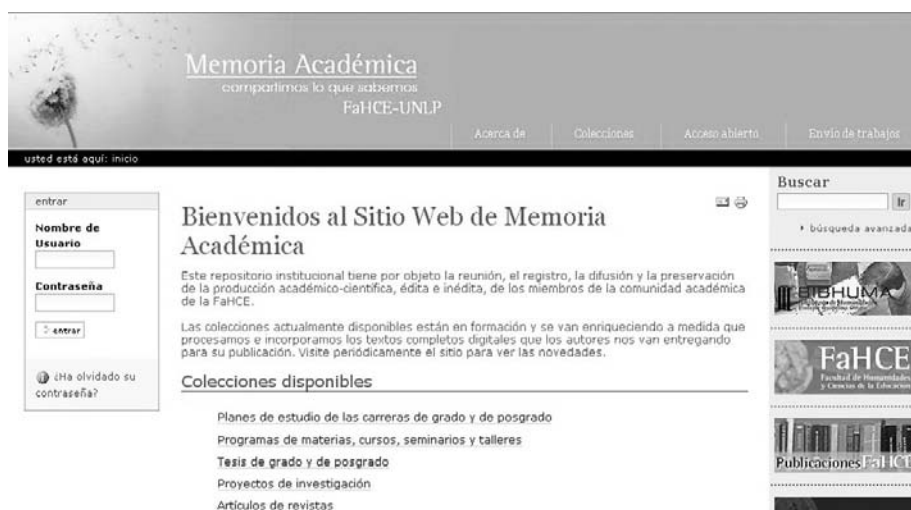 Memoria Académica
compartimos lo que sabemos
FaHCE-UNLP
Acerca de
Colecciones
Acceso abierto
Envío de trabajos
usted está aquí: inicio
entrar
Nombre de
Usuario
Contraseña
entrar
¿Ha olvidado su
contraseña?
Bienvenidos al Sitio Web de Memoria
Académica
Este repositorio institucional tiene por objeto la reunión, el registro, la difusión y la preservación
de la producción académico-científica, édita e inédita, de los miembros de la comunidad académica
de la FaHCE.
Las colecciones actualmente disponibles están en formación y se van enriqueciendo a medida que
procesamos e incorporamos los textos completos digitales que los autores nos van entregando
para su publicación. Visite periódicamente el sitio para ver las novedades.
Colecciones disponibles
Planes de estudio de las carreras de grado y de posgrado
Programas de materias, cursos, seminarios y talleres
Tesis de grado y de posgrado
Proyectos de investigación
Artículos de revistas
Buscar
Ir
búsqueda avanzada
BIBHUMA
FaHCE
Facultad de Humanidades
y Ciencias de la Educación
Publicaciones FaHCE